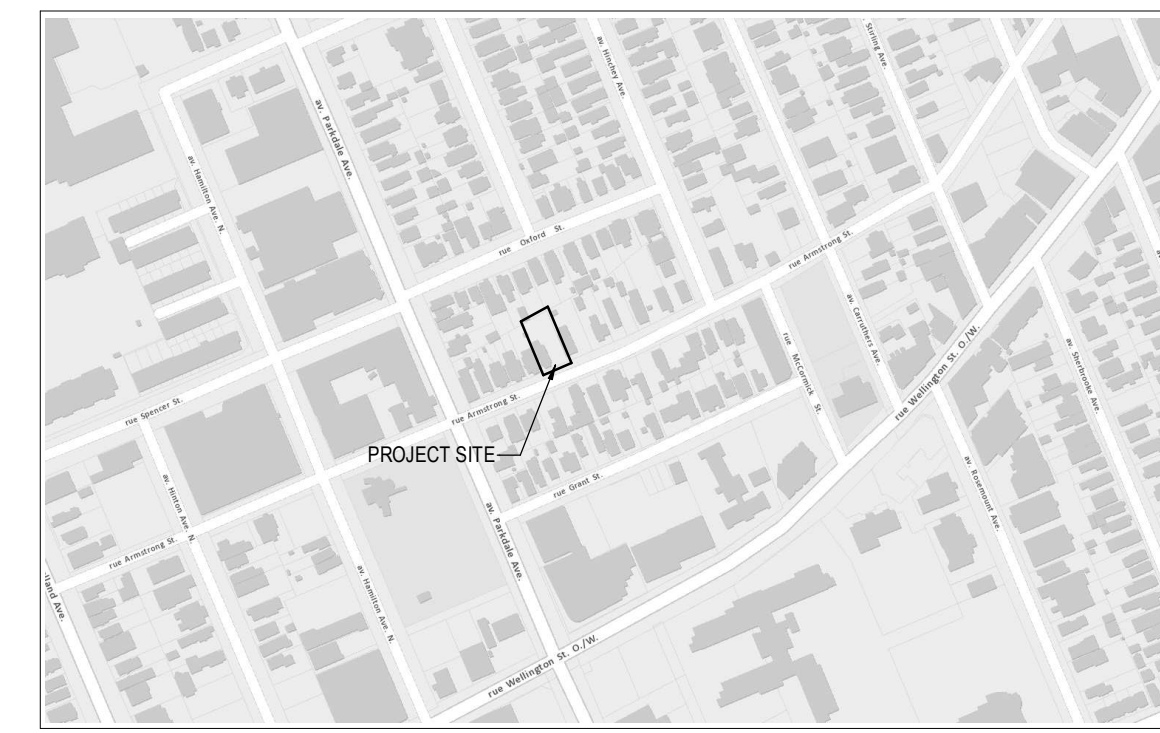 av. Hinchey Ave.
Stirling Ave.
av. Parkdale Ave.
av. Hamilton Ave. N.
rue Oxford St.
rue Armstrong St.
av. Carruthers Ave.
rue McCormick St.
av. Sherbrooke Ave.
rue Wellington St. O./W.
rue Spencer St.
rue Armstrong St.
PROJECT SITE
av. Rosemount Ave.
av. Hinton Ave. N.
rue Grant St.
av. Parkdale Ave.
rue Armstrong St.
av. Hamilton Ave. N.
lland Ave.
rue Wellington St. O./W.